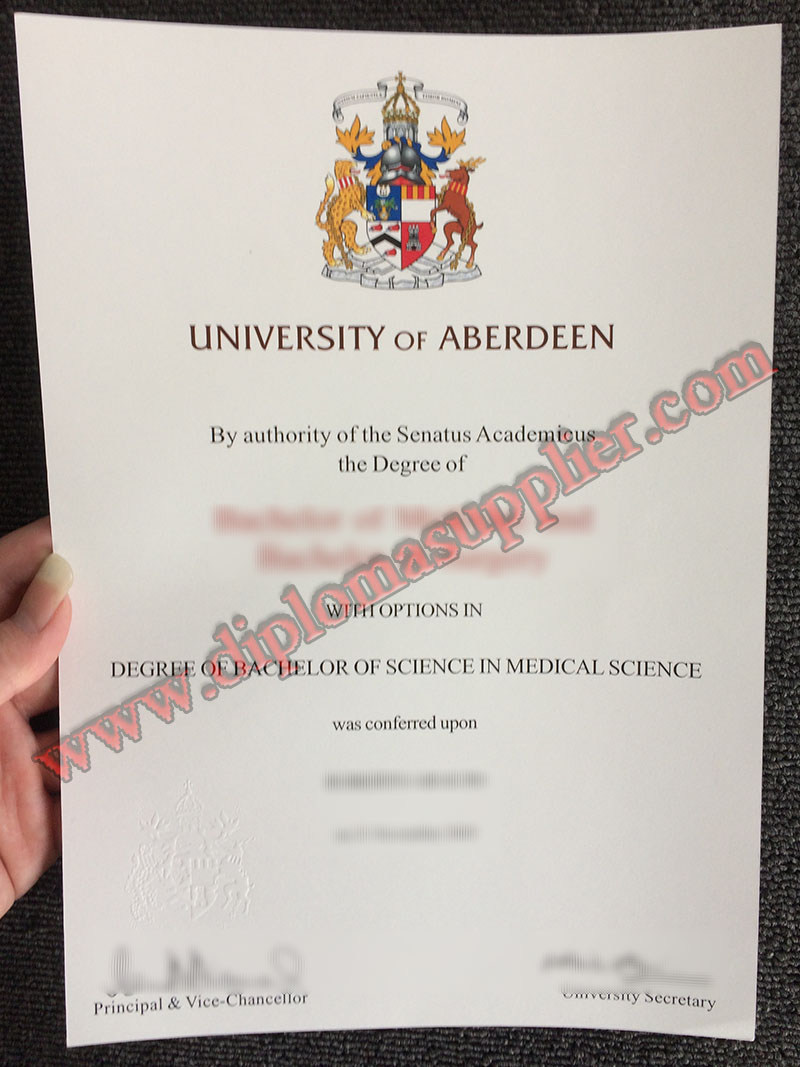 UNIVERSITY OF ABERDEEN
By authority of the Senatus Academicus
the Degree of
WITH OPTIONS IN
DEGREE OF BACHELOR OF SCIENCE IN MEDICAL SCIENCE
was conferred upon
www.diplomasupplier.com
Principal & Vice-Chancellor
University Secretary